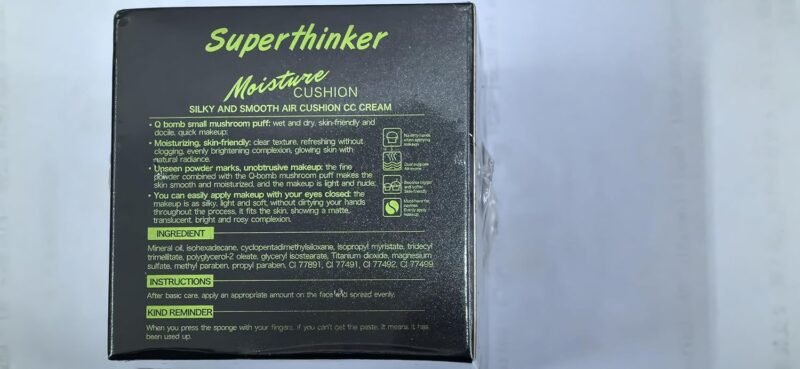 Superthinker
Moisture
CUSHION
SILKY AND SMOOTH AIR CUSHION CC CREAM
• Q bomb small mushroom puff: wet and dry, skin-friendly and
docile, quick makeup;
• Moisturizing, skin-friendly: clear texture, refreshing without
clogging, evenly brightening complexion, glowing skin with
natural radiance.
• Unseen powder marks, unobtrusive makeup: the fine
powder combined with the Q-bomb mushroom puff makes the
skin smooth and moisturized, and the makeup is light and nude;
• You can easily apply makeup with your eyes closed: the
makeup is as silky, light and soft, without dirtying your hands
throughout the process, it fits the skin, showing a matte,
translucent, bright and rosy complexion.
No dirty hands
when applying
makeup
INGREDIENT
Mineral oil, isohexadecane, cyclopentadimethylsiloxane, isopropyl myristate, tridecyl
trimellitate, polyglycerol-2 oleate, glyceryl isostearate, Titanium dioxide, magnesium
sulfate, methyl paraben, propyl paraben, CI 77891, CI 77491, CI 77492, CI 77499
INSTRUCTIONS
After basic care, apply an appropriate amount on the face and spread evenly.
KIND REMINDER
When you press the sponge with your fingers, if you can't get the paste, it means it has
been used up.